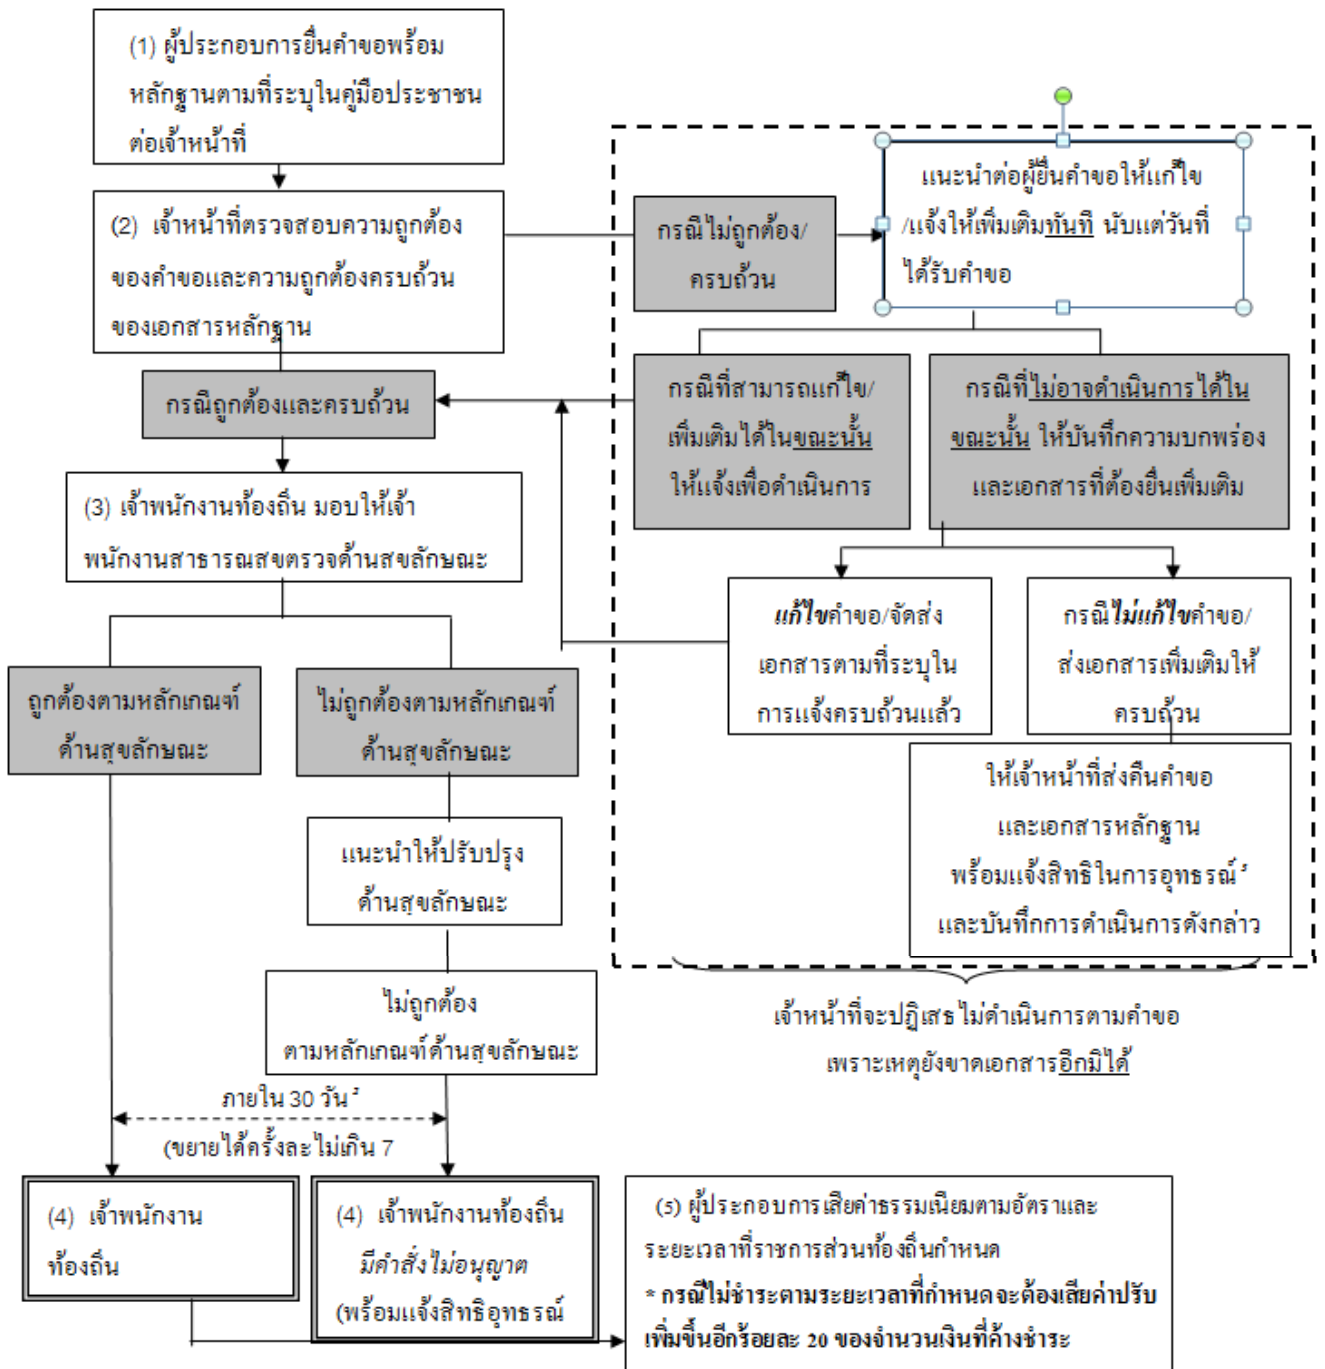 (1) ผู้ประกอบการยื่นคำขอพร้อม
หลักฐานตามที่ระบุในคู่มือประชาชน
ต่อเจ้าหน้าที่
(2) เจ้าหน้าที่ตรวจสอบความถูกต้อง
ของคำขอและความถูกต้องครบถ้วน
ของเอกสารหลักฐาน
กรณีไม่ถูกต้อง/
ครบถ้วน
แนะนำต่อผู้ยื่นคำขอให้แก้ไข
/แจ้งให้เพิ่มเติมทันที นับแต่วันที่
ได้รับคำขอ
กรณีถูกต้องและครบถ้วน
กรณีที่สามารถแก้ไข/
เพิ่มเติมได้ในขณะนั้น
ให้แจ้งเพื่อดำเนินการ
กรณีที่ไม่อาจดำเนินการได้ใน
ขณะนั้น ให้บันทึกความบกพร่อง
และเอกสารที่ต้องยื่นเพิ่มเติม
(3) เจ้าพนักงานท้องถิ่น มอบให้เจ้า
พนักงานสาธารณสุขตรวจด้านสุขลักษณะ
แก้ไขคำขอ/จัดส่ง
เอกสารตามที่ระบุใน
การแจ้งครบถ้วนแล้ว
กรณีไม่แก้ไขคำขอ/
ส่งเอกสารเพิ่มเติมให้
ครบถ้วน
ถูกต้องตามหลักเกณฑ์
ด้านสุขลักษณะ
ไม่ถูกต้องตามหลักเกณฑ์
ด้านสุขลักษณะ
ให้เจ้าหน้าที่ส่งคืนคำขอ
และเอกสารหลักฐาน
พร้อมแจ้งสิทธิในการอุทธรณ์
และบันทึกการดำเนินการดังกล่าว
แนะนำให้ปรับปรุง
ด้านสุขลักษณะ
ไม่ถูกต้อง
ตามหลักเกณฑ์ด้านสุขลักษณะ
เจ้าหน้าที่จะปฏิเสธไม่ดำเนินการตามคำขอ
เพราะเหตุยังขาดเอกสารอีกมิได้
ภายใน 30 วัน
(ขยายได้ครั้งละไม่เกิน 7
(4) เจ้าพนักงาน
ท้องถิ่น
(4) เจ้าพนักงานท้องถิ่น
มีคำสั่งไม่อนุญาต
(พร้อมแจ้งสิทธิอุทธรณ์
(5) ผู้ประกอบการเสียค่าธรรมเนียมตามอัตราและ
ระยะเวลาที่ราชการส่วนท้องถิ่นกำหนด
* กรณีไม่ชำระตามระยะเวลาที่กำหนดจะต้องเสียค่าปรับ
เพิ่มขึ้นอีกร้อยละ 20 ของจำนวนเงินที่ค้างชำระ